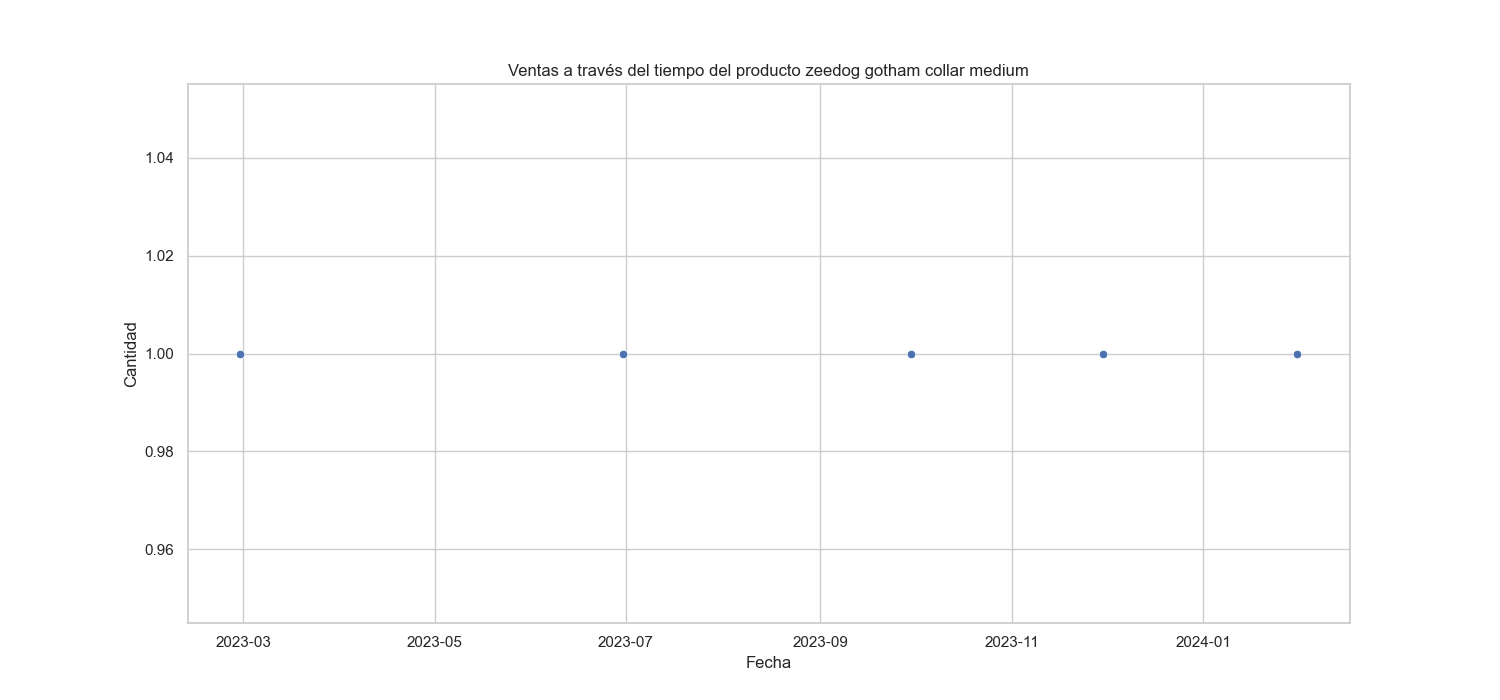 Ventas a través del tiempo del producto zeedog gotham collar medium
1.04
1.02
1.00
0.98
0.96
Cantidad
2023-03 2023-05 2023-07 2023-09 2023-11 2024-01
Fecha